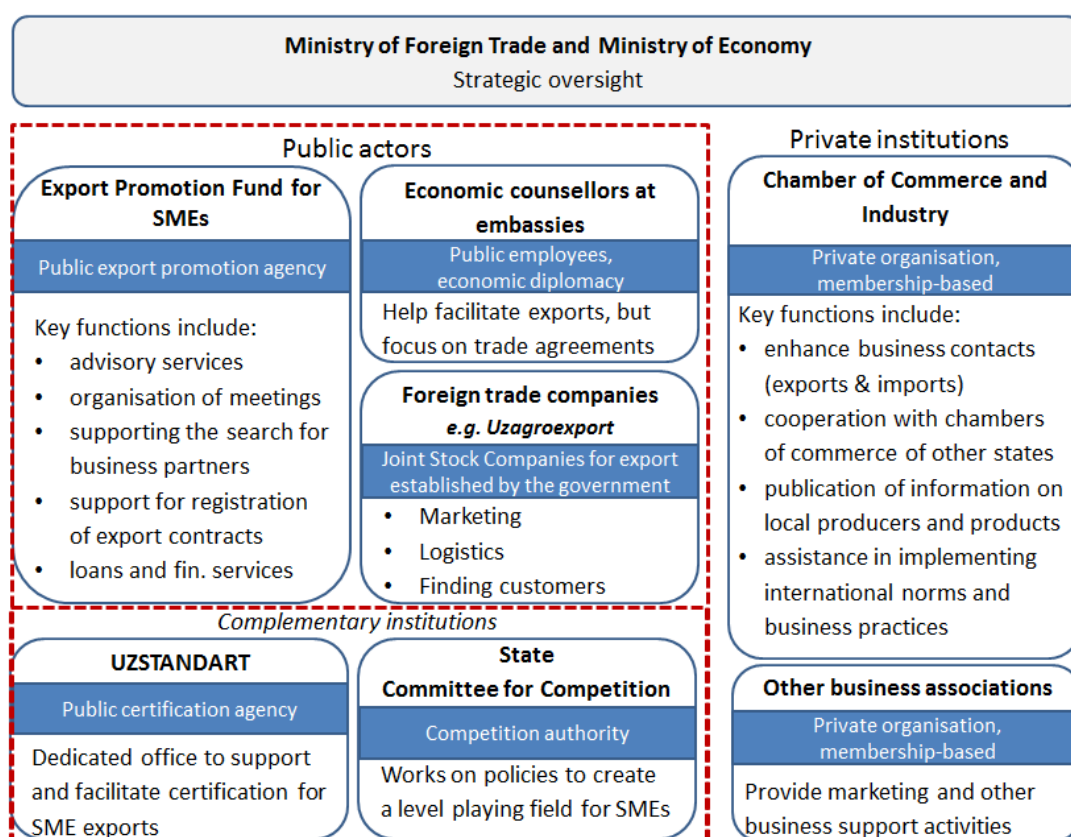 Ministry of Foreign Trade and Ministry of Economy
Strategic oversight
Public actors
Export Promotion Fund for
SMEs
Public export promotion agency
Key functions include:
• advisory services
• organisation of meetings
• supporting the search for
business partners
• support for registration
of export contracts
• loans and fin. services
Economic counsellors at
embassies
Public employees,
economic diplomacy
Help facilitate exports, but
focus on trade agreements
Foreign trade companies
e.g. Uzagroexport
Joint Stock Companies for export
established by the government
• Marketing
• Logistics
• Finding customers
Complementary institutions
UZSTANDART
Public certification agency
Dedicated office to support
and facilitate certification for
SME exports
State
Committee for Competition
Competition authority
Works on policies to create
a level playing field for SMEs
Private institutions
Chamber of Commerce and
Industry
Private organisation,
membership-based
Key functions include:
• enhance business contacts
(exports & imports)
• cooperation with chambers
of commerce of other states
• publication of information on
local producers and products
• assistance in implementing
international norms and
business practices
Other business associations
Private organisation,
membership-based
Provide marketing and other
business support activities